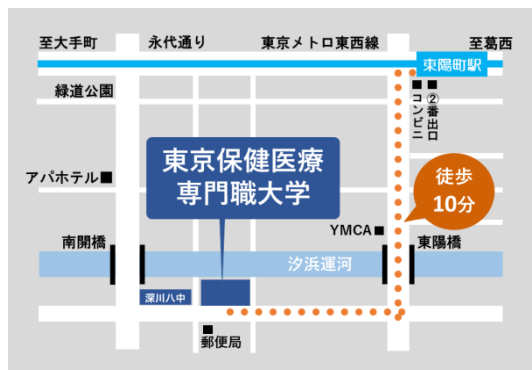 至大手町
永代通り
東京メトロ東西線
至葛西
東陽町駅
緑道公園
■コンビニ
■②番出口
東京保健医療
専門職大学
アパホテル■
徒歩
10分
YMCA■
南開橋
東陽橋
汐浜運河
深川八中
■
郵便局